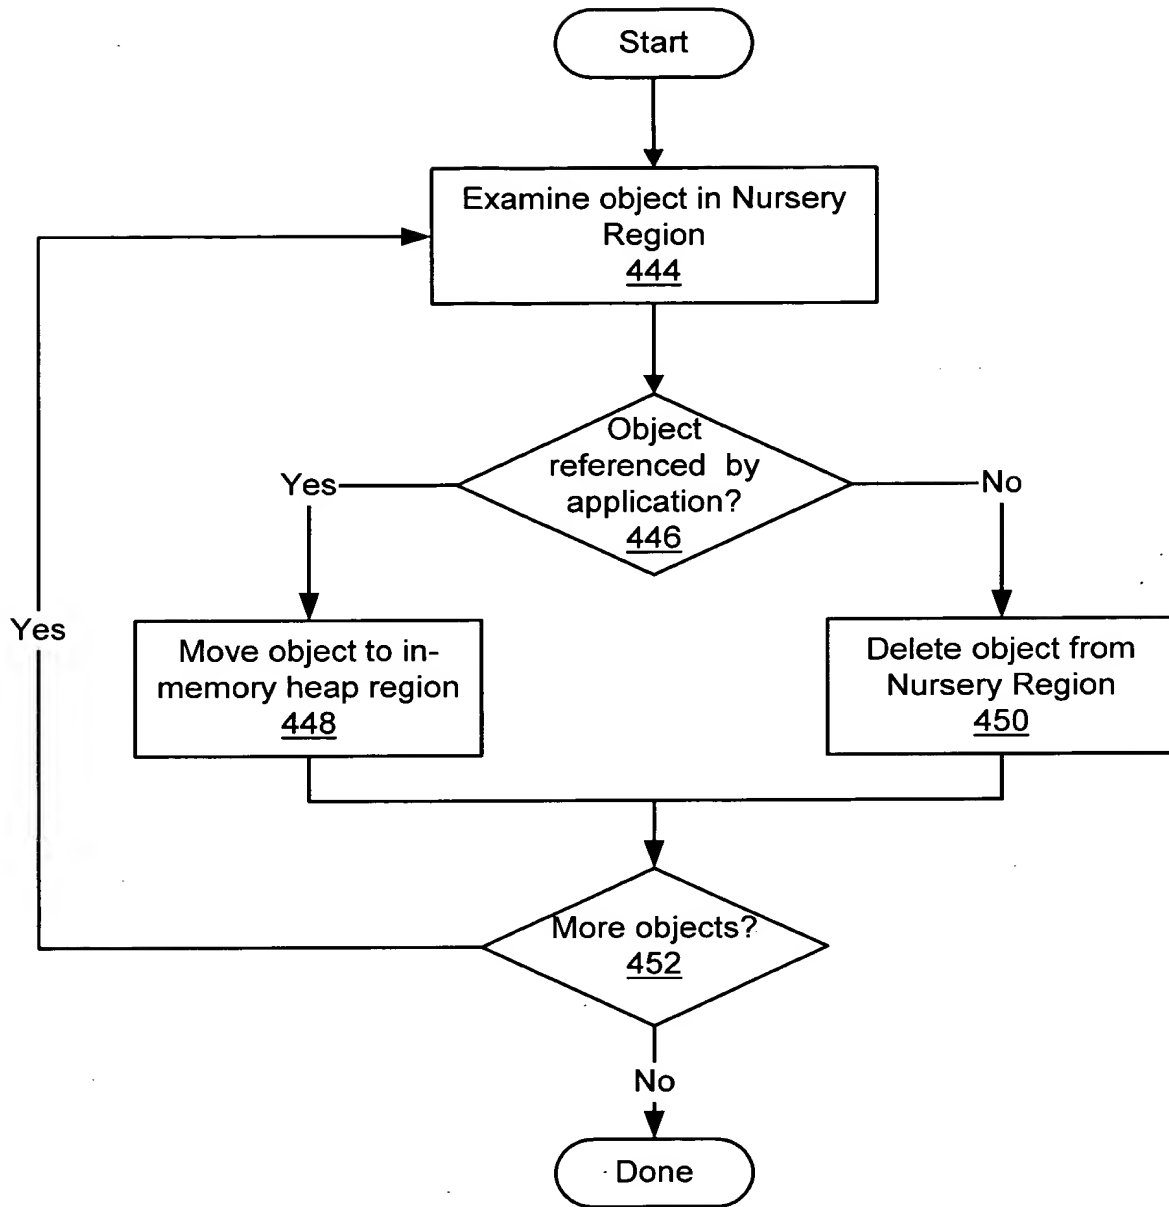 Start
Examine object in Nursery
Region
444
Object
referenced by
application?
446
Yes
No
Yes
Move object to in-
memory heap region
448
Delete object from
Nursery Region
450
More objects?
452
No
Done